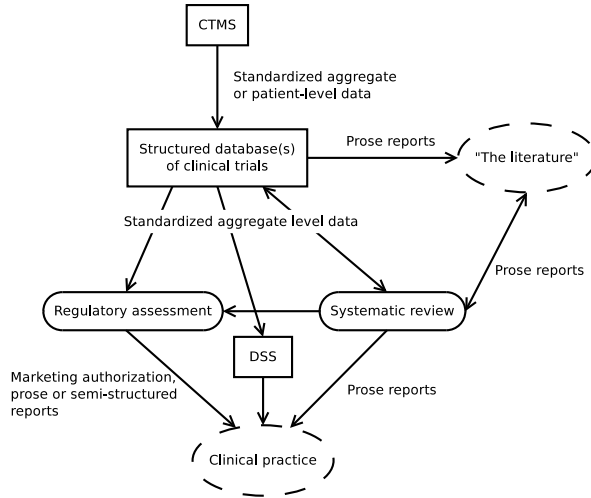 CTMS
Standardized aggregate
or patient-level data
Structured database(s)
of clinical trials
Prose reports
"The literature"
Standardized aggregate level data
Prose reports
Regulatory assessment
Systematic review
DSS
Marketing authorization,
prose or semi-structured
reports
Prose reports
Clinical practice